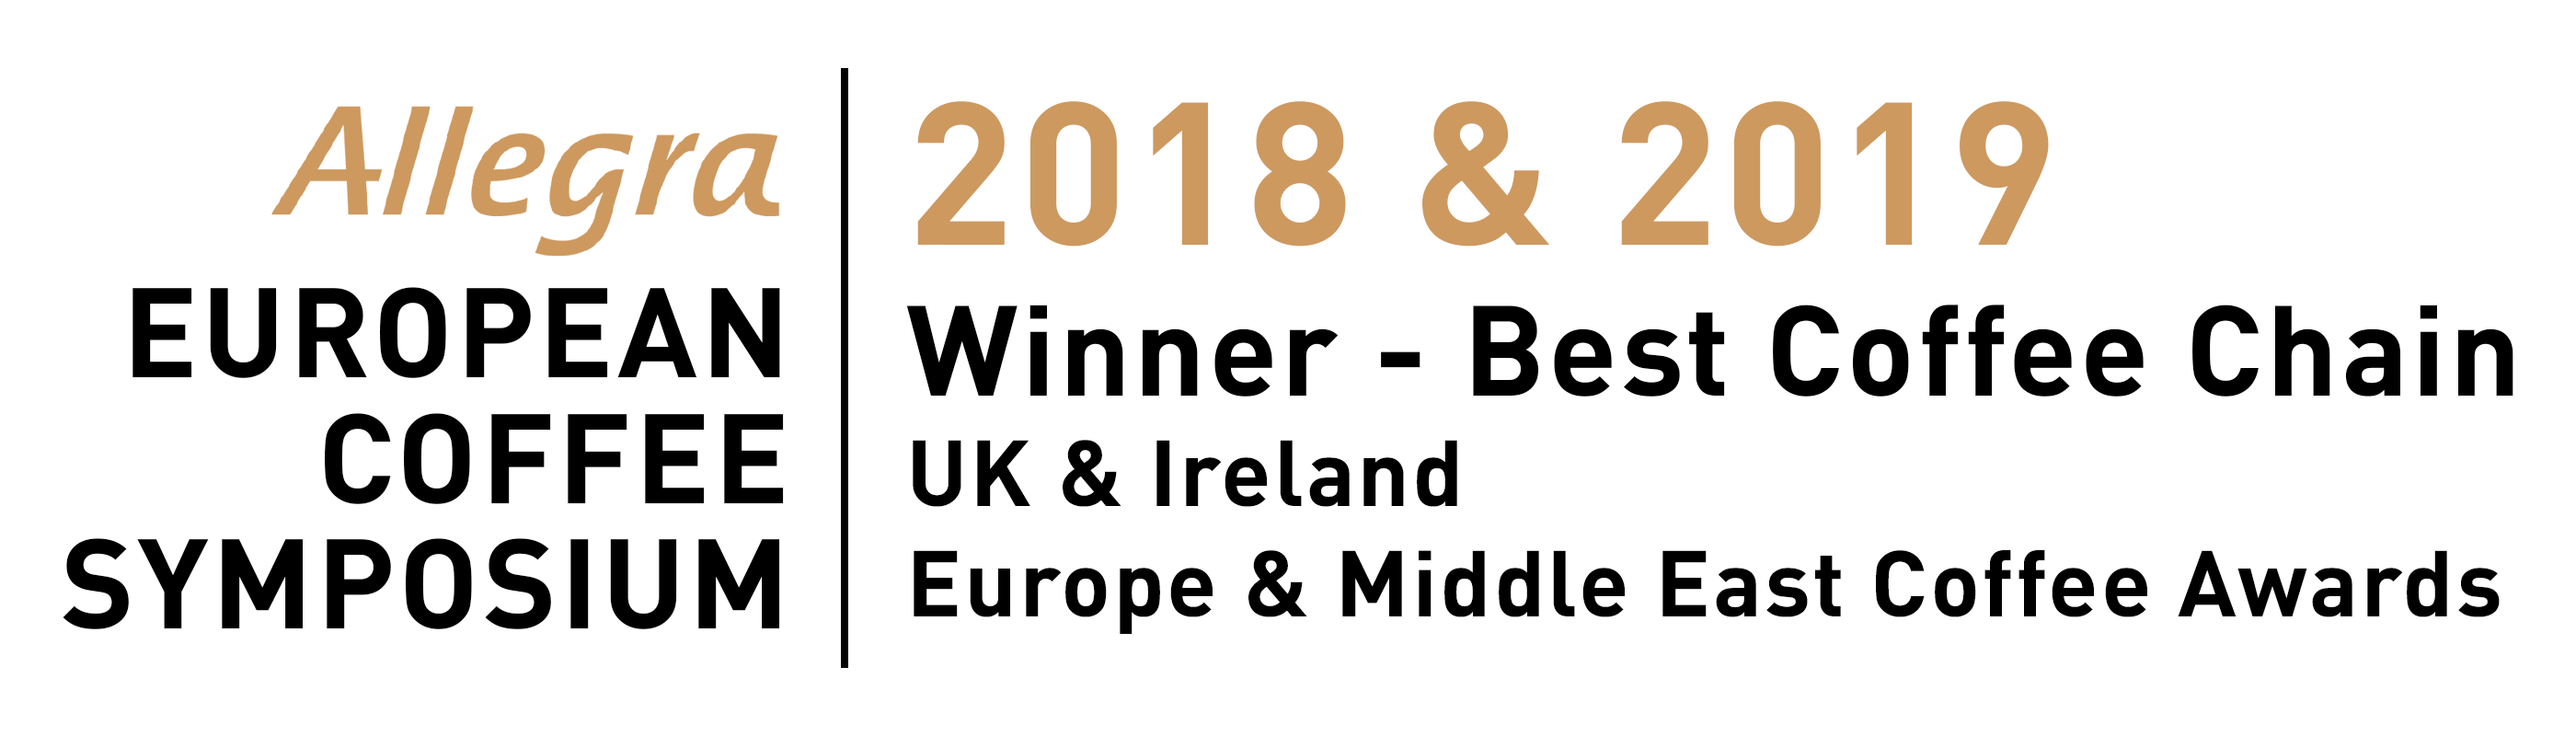 Allegra
EUROPEAN
COFFEE
SYMPOSIUM
2018 & 2019
Winner - Best Coffee Chain
UK & Ireland
Europe & Middle East Coffee Awards